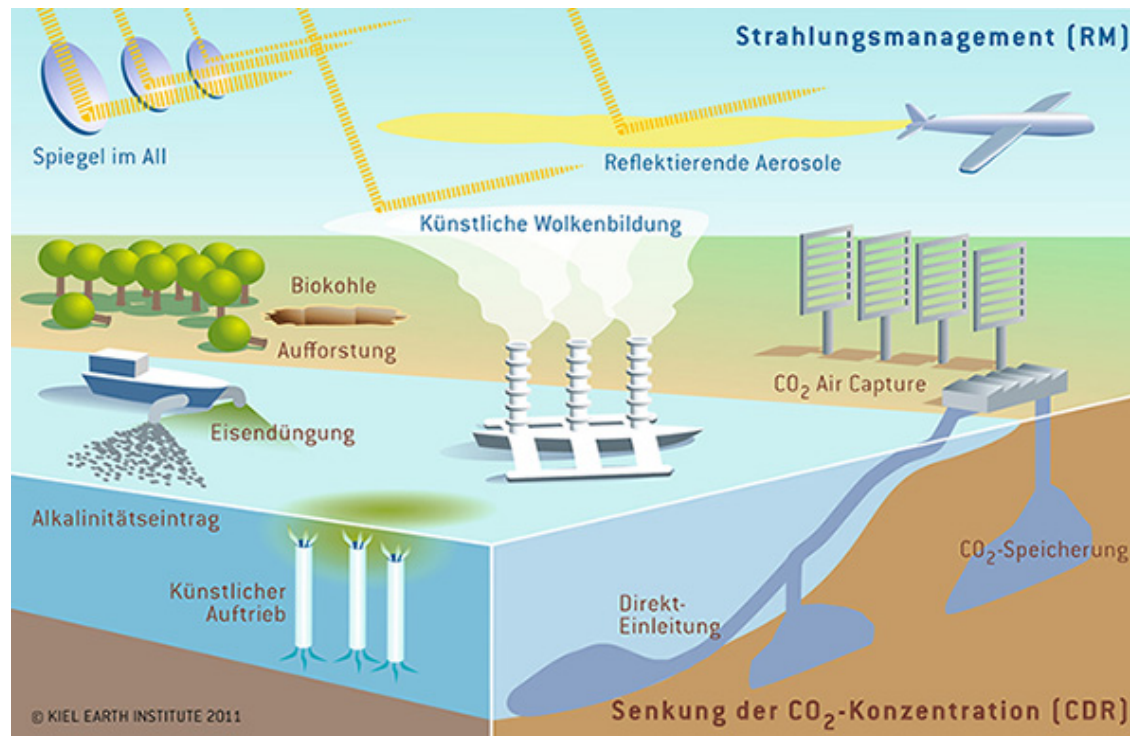 Strahlungsmanagement (RM)
Spiegel im All
Reflektierende Aerosole
Künstliche Wolkenbildung
Biokohle
Aufforstung
CO₂ Air Capture
Eisendüngung
Alkalinitätseintrag
CO₂-Speicherung
Künstlicher
Auftrieb
Direkt-
Einleitung
Senkung der CO₂-Konzentration (CDR)
© KIEL EARTH INSTITUTE 2011